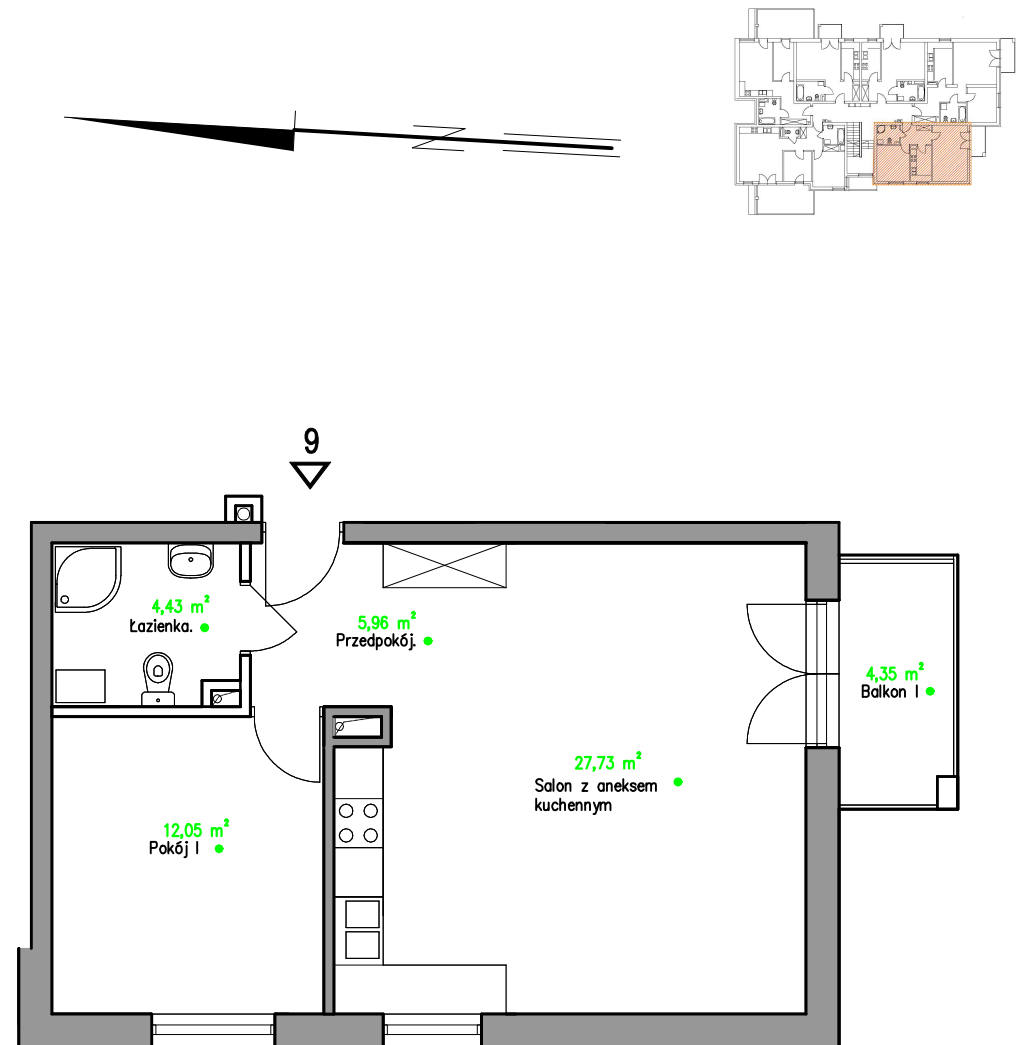 N
9
4,43 m²
Łazienka.
5,96 m²
Przedpokój.
4,35 m²
Balkon I
27,73 m²
Salon z aneksem
kuchennym
12,05 m²
Pokój I